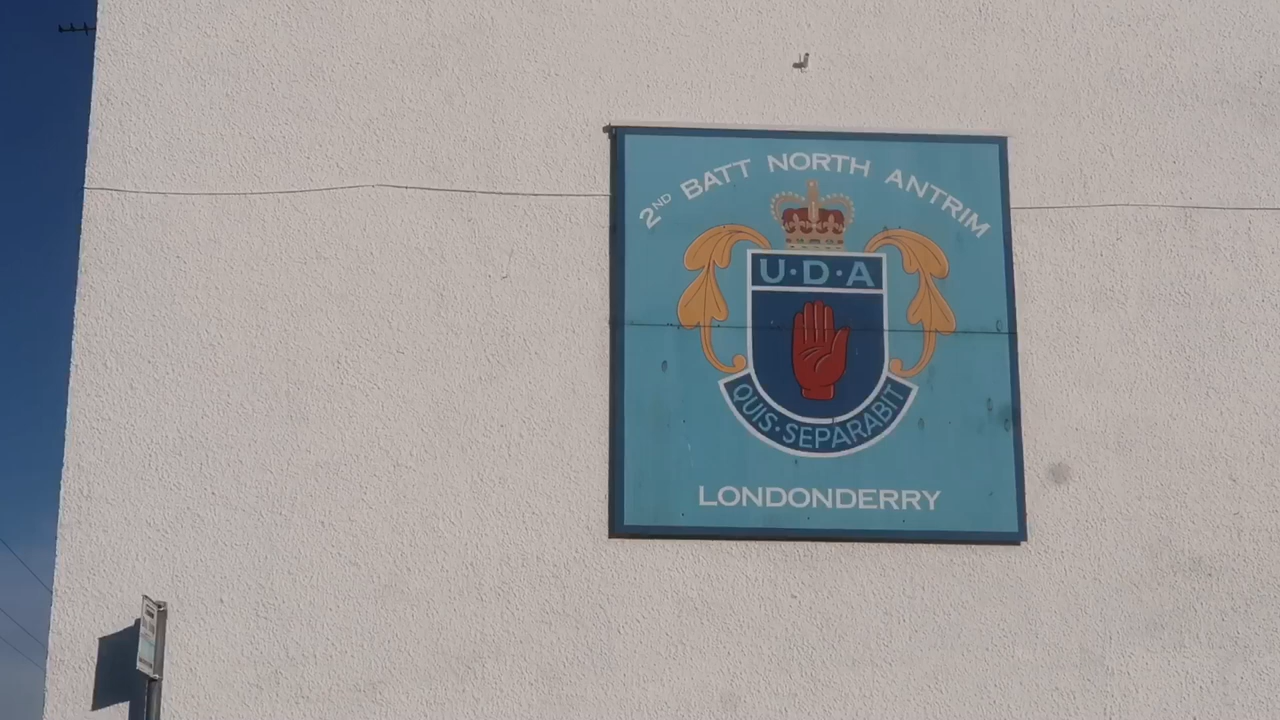 2ND BATT NORTH ANTRIM
U·D·A
QUIS·SEPARABIT
LONDONDERRY